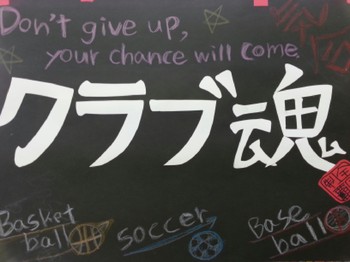 Don't give up,
your chance will come.
クラブ魂
Basket
ball
soccer
Base
ball